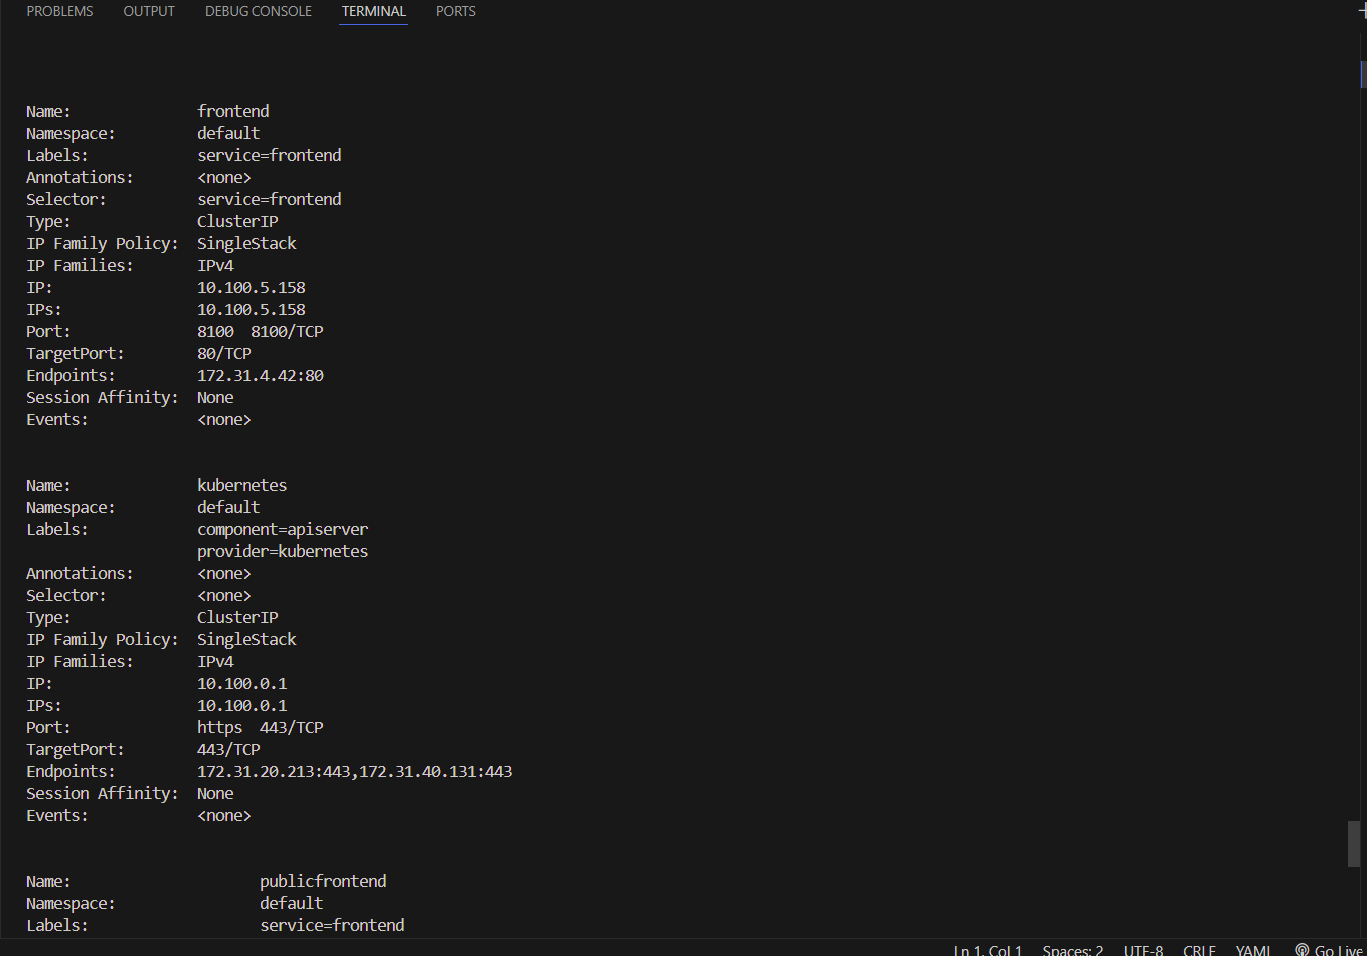 PROBLEMS OUTPUT DEBUG CONSOLE TERMINAL PORTS
Name: frontend
Namespace: default
Labels: service=frontend
Annotations: <none>
Selector: service=frontend
Type: ClusterIP
IP Family Policy: SingleStack
IP Families: IPv4
IP: 10.100.5.158
IPs: 10.100.5.158
Port: 8100 8100/TCP
TargetPort: 80/TCP
Endpoints: 172.31.4.42:80
Session Affinity: None
Events: <none>
Name: kubernetes
Namespace: default
Labels: component=apiserver
provider=kubernetes
Annotations: <none>
Selector: <none>
Type: ClusterIP
IP Family Policy: SingleStack
IP Families: IPv4
IP: 10.100.0.1
IPs: 10.100.0.1
Port: https 443/TCP
TargetPort: 443/TCP
Endpoints: 172.31.20.213:443,172.31.40.131:443
Session Affinity: None
Events: <none>
Name: publicfrontend
Namespace: default
Labels: service=frontend
Ln 1, Col 1 Spaces: 2 UTF-8 CRLF YAML Go Live